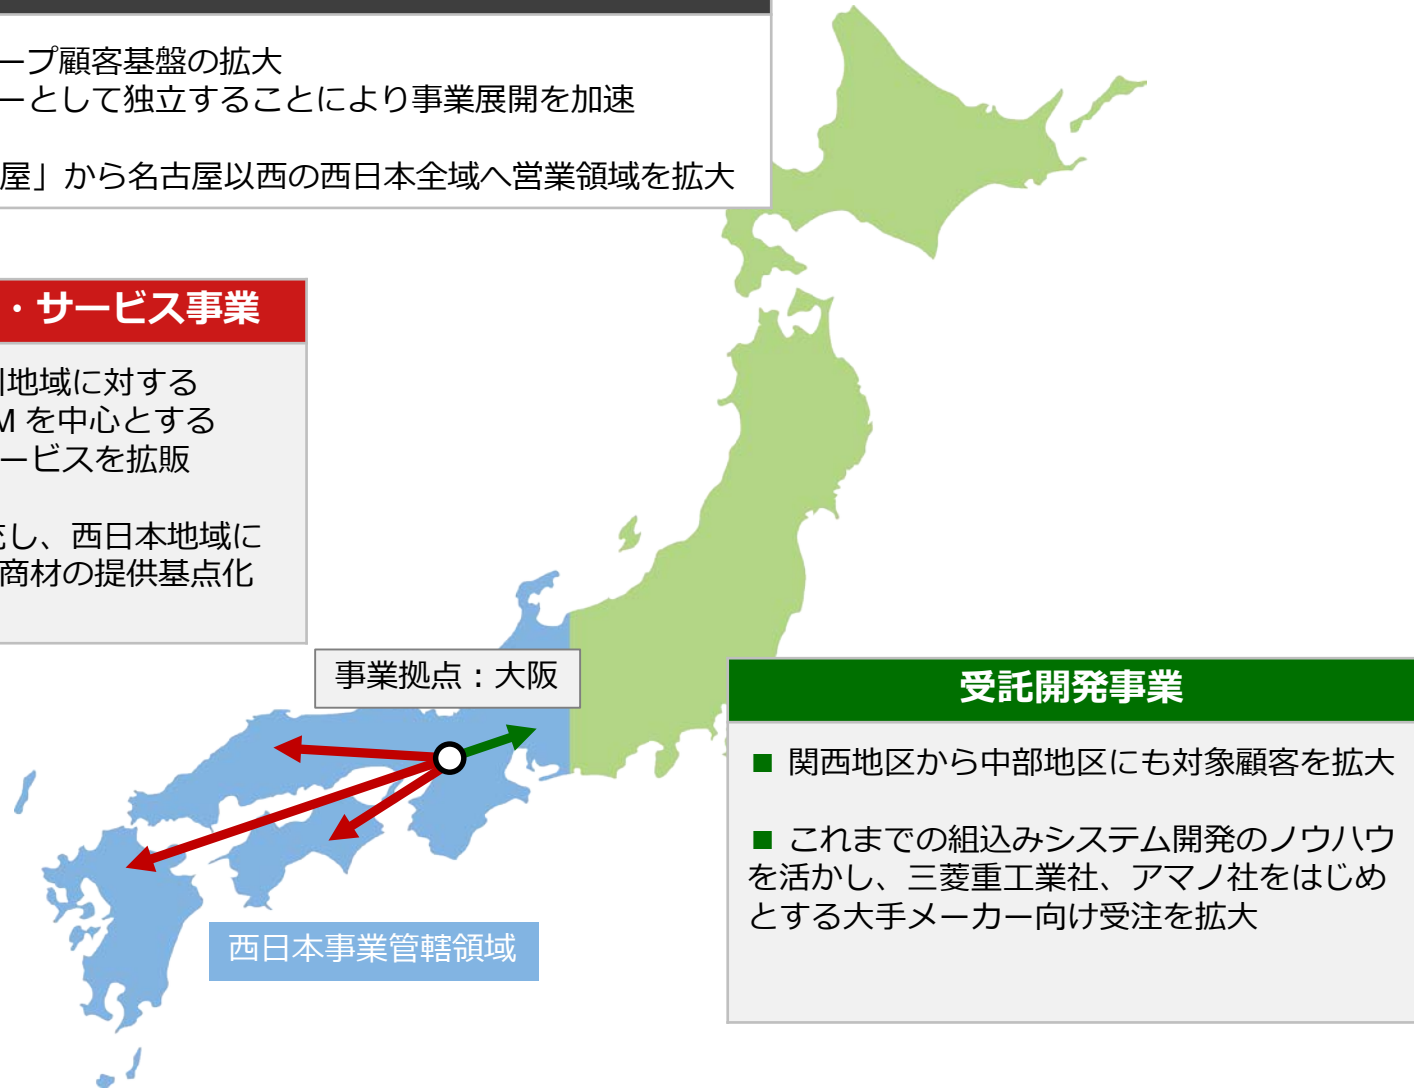 ープ顧客基盤の拡大
ーとして独立することにより事業展開を加速
屋」から名古屋以西の西日本全域へ営業領域を拡大
・サービス事業
地域に対する
M を中心とする
ービスを拡販
し、西日本地域に
商材の提供基点化
事業拠点：大阪
受託開発事業
■ 関西地区から中部地区にも対象顧客を拡大
■ これまでの組込みシステム開発のノウハウ
を活かし、三菱重工業社、アマノ社をはじめ
とする大手メーカー向け受注を拡大
西日本事業管轄領域